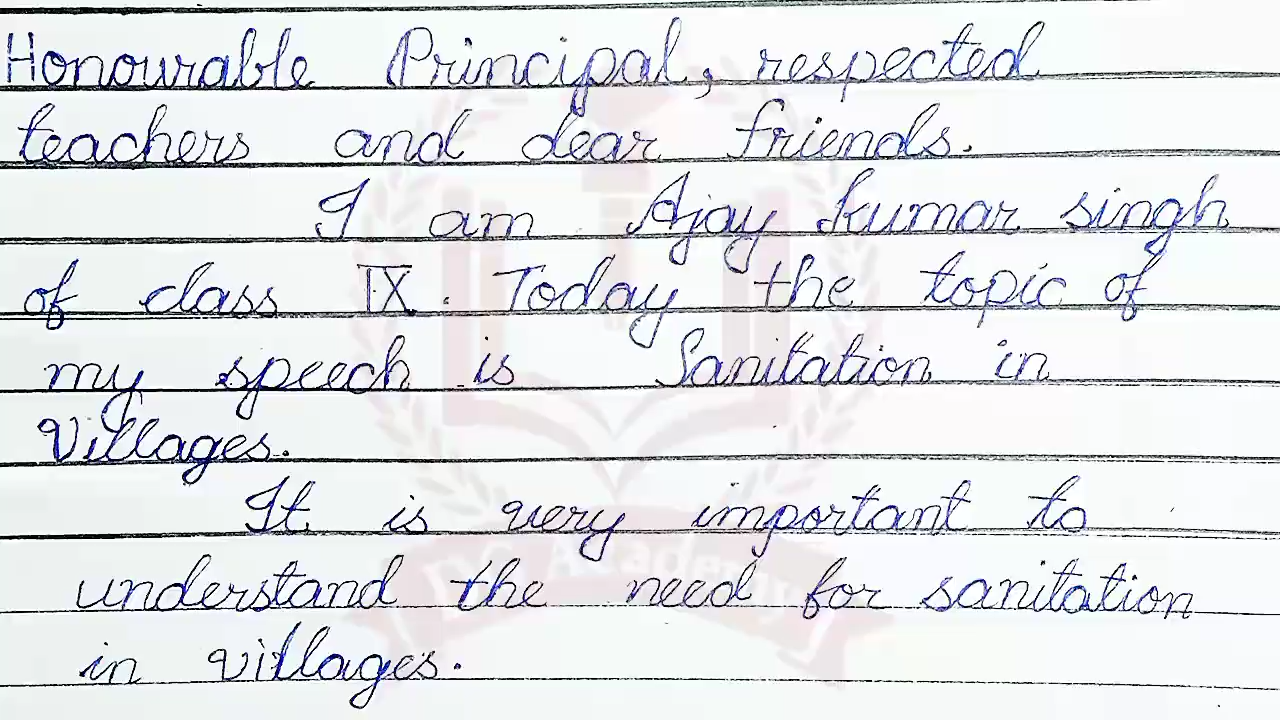 Honourable Principal, respected
teachers and dear friends.
I am Ajay Kumar singh
of class IX. Today the topic of
my speech is Sanitation in
Villages.
It is very important to
understand the need for sanitation
in villages.